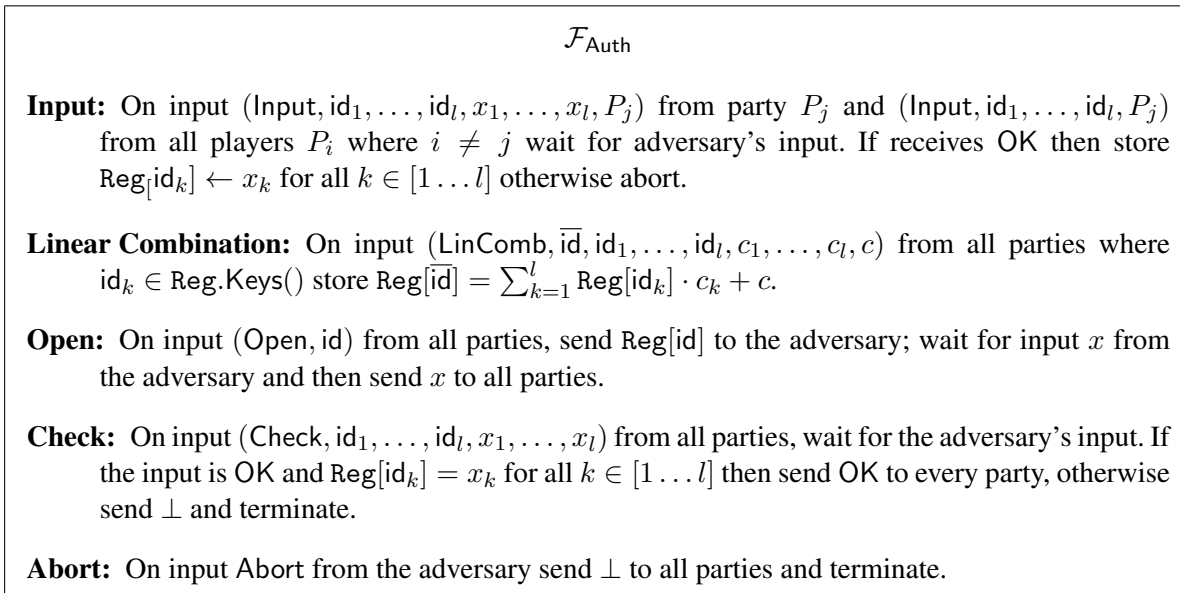 𝓕_Auth
Input: On input (Input, id₁, . . . , id_l, x₁, . . . , x_l, P_j) from party P_j and (Input, id₁, . . . , id_l, P_j)
from all players P_i where i ≠ j wait for adversary's input. If receives OK then store
Reg[id_k] ← x_k for all k ∈ [1 . . . l] otherwise abort.
Linear Combination: On input (LinComb, \overline{id}, id₁, . . . , id_l, c₁, . . . , c_l, c) from all parties where
id_k ∈ Reg.Keys() store Reg[\overline{id}] = ∑_{k=1}^{l} Reg[id_k] · c_k + c.
Open: On input (Open, id) from all parties, send Reg[id] to the adversary; wait for input x from
the adversary and then send x to all parties.
Check: On input (Check, id₁, . . . , id_l, x₁, . . . , x_l) from all parties, wait for the adversary's input. If
the input is OK and Reg[id_k] = x_k for all k ∈ [1 . . . l] then send OK to every party, otherwise
send ⊥ and terminate.
Abort: On input Abort from the adversary send ⊥ to all parties and terminate.